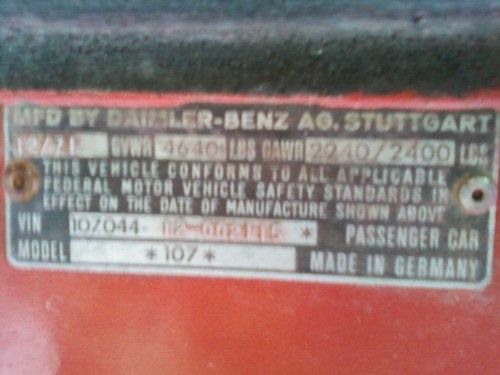 MFD BY DAIMLER-BENZ AG. STUTTGART
GVWR 4640 LBS GAWR 2240/2400 LBS
THIS VEHICLE CONFORMS TO ALL APPLICABLE
FEDERAL MOTOR VEHICLE SAFETY STANDARDS IN
EFFECT ON THE DATE OF MANUFACTURE SHOWN ABOVE
VIN 107044 * PASSENGER CAR
MODEL *107* MADE IN GERMANY